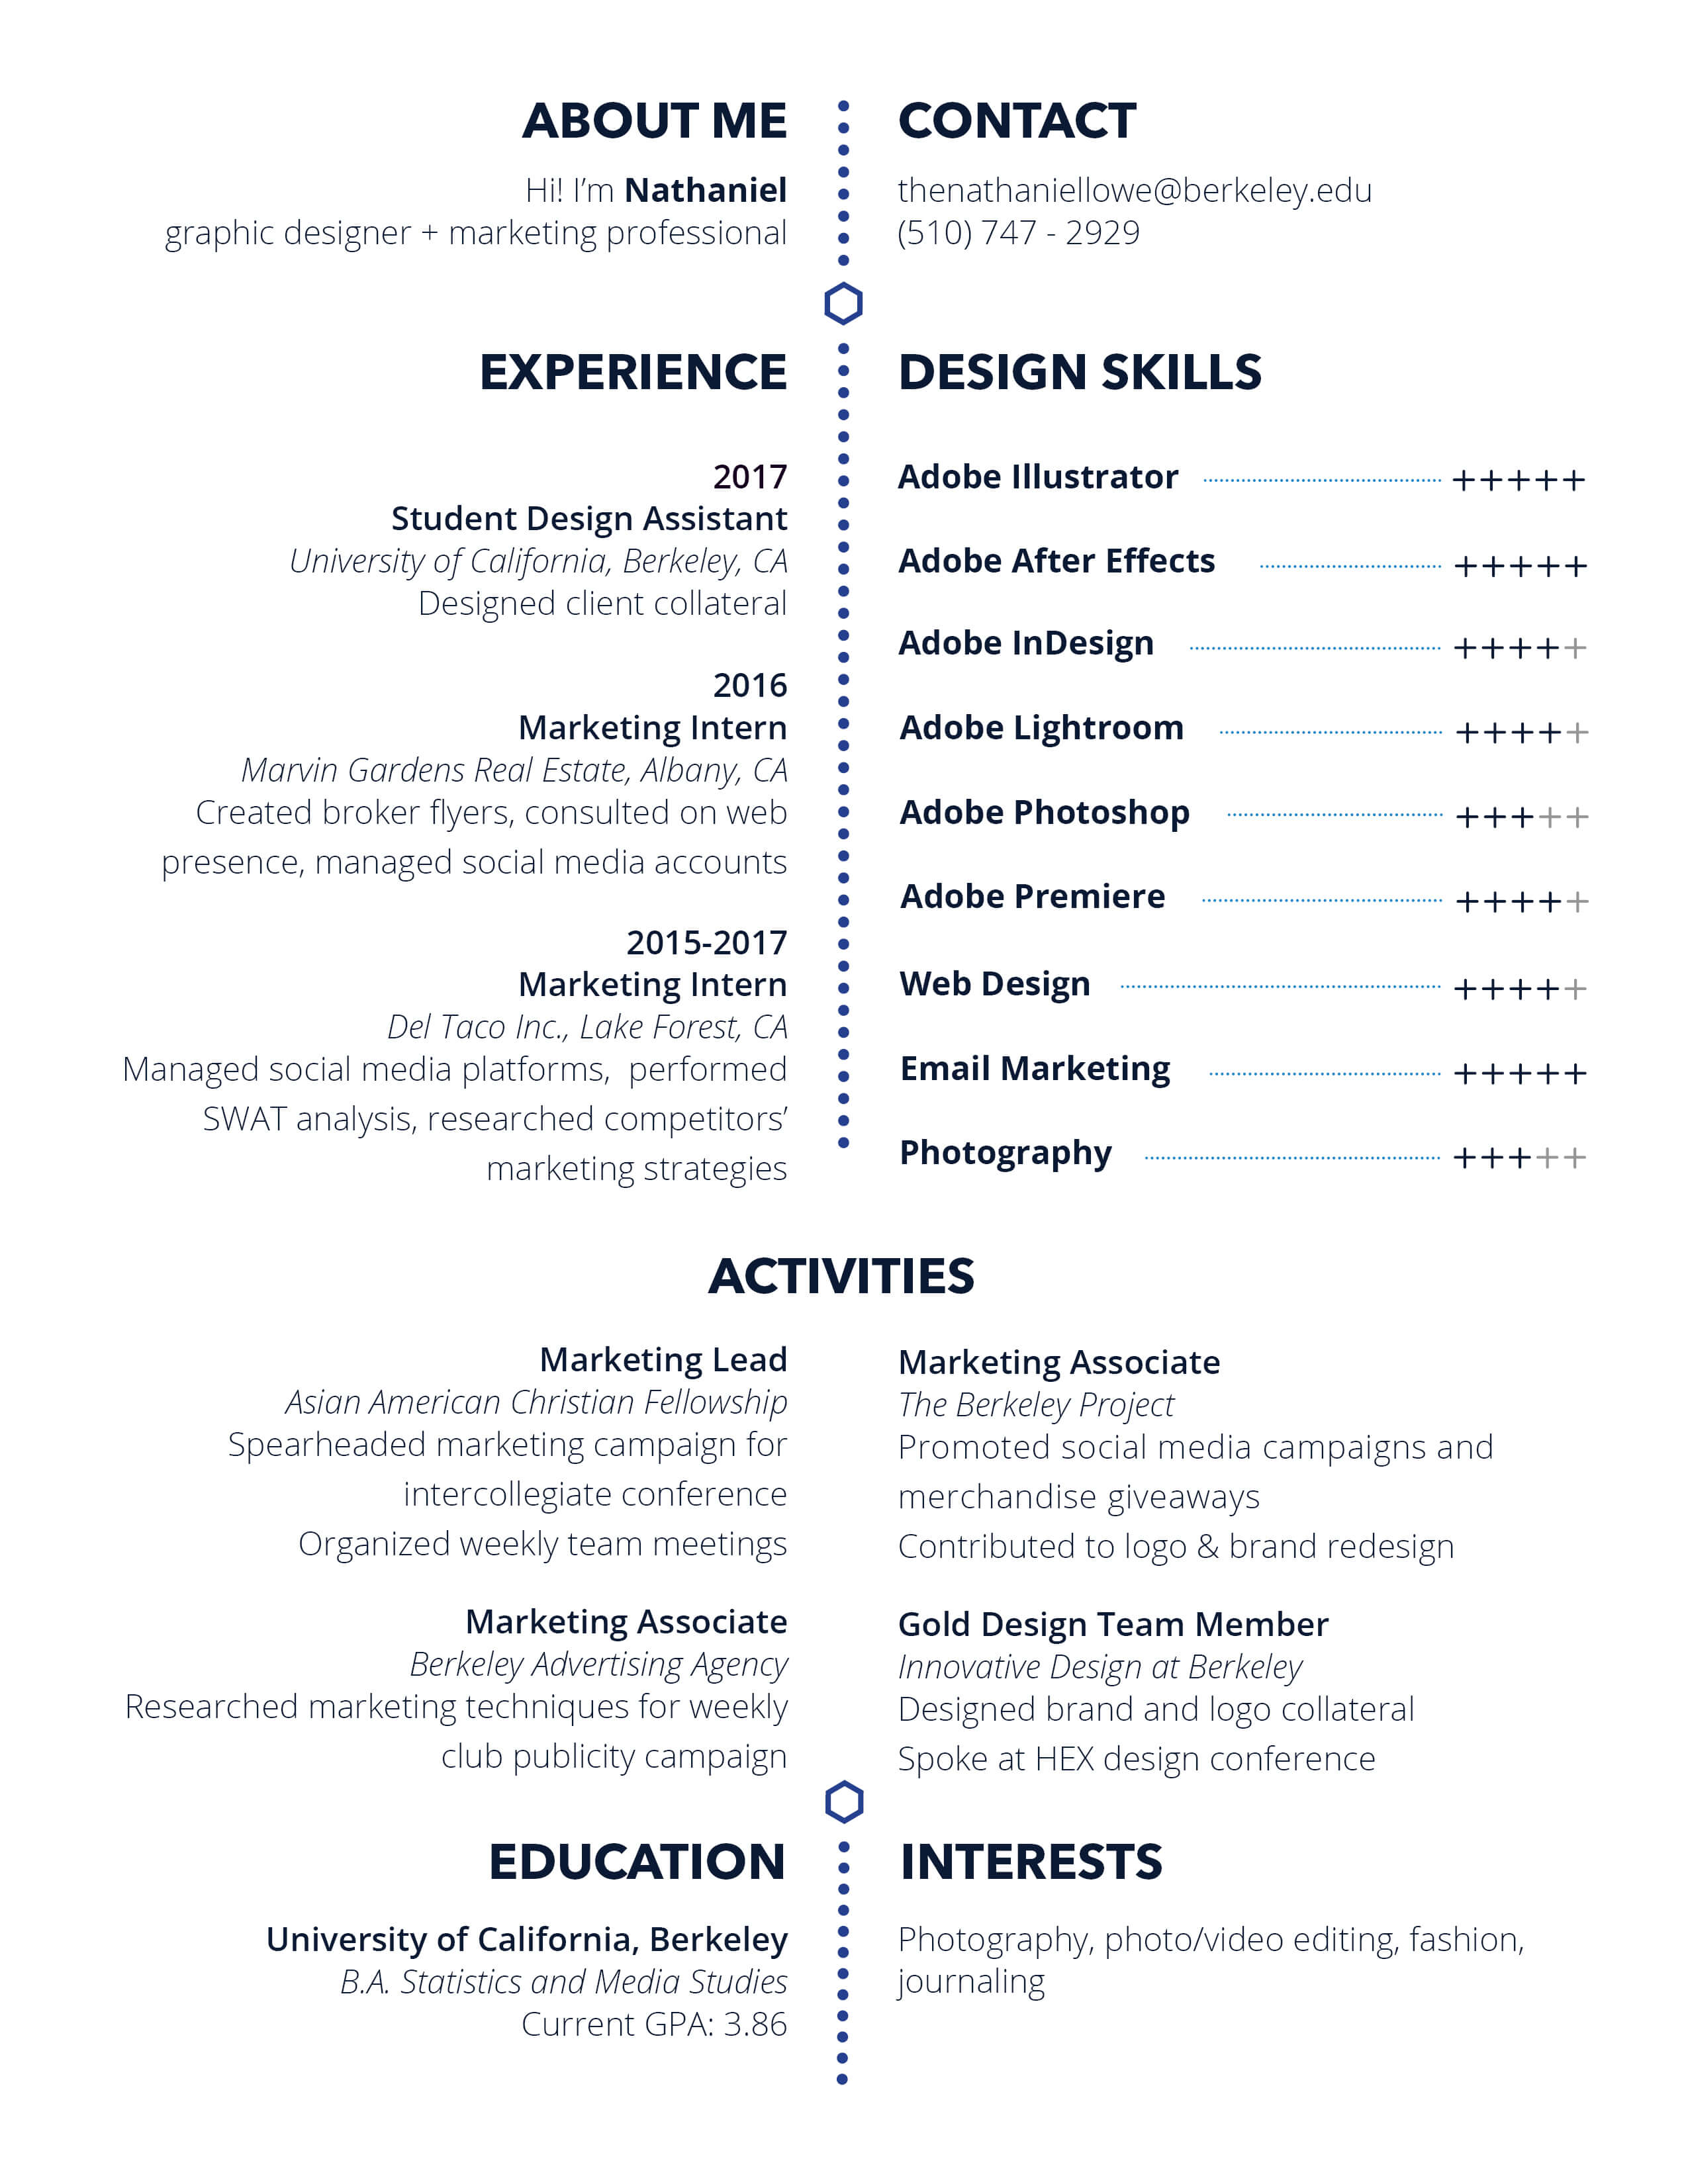 ABOUT ME
Hi! I’m Nathaniel
graphic designer + marketing professional
CONTACT
thenathaniellowe@berkeley.edu
(510) 747 - 2929
EXPERIENCE
2017
Student Design Assistant
University of California, Berkeley, CA
Designed client collateral
2016
Marketing Intern
Marvin Gardens Real Estate, Albany, CA
Created broker flyers, consulted on web
presence, managed social media accounts
2015-2017
Marketing Intern
Del Taco Inc., Lake Forest, CA
Managed social media platforms,  performed
SWAT analysis, researched competitors’
marketing strategies
DESIGN SKILLS
Adobe Illustrator +++++
Adobe After Effects +++++
Adobe InDesign +++++
Adobe Lightroom +++++
Adobe Photoshop +++++
Adobe Premiere +++++
Web Design +++++
Email Marketing +++++
Photography +++++
ACTIVITIES
Marketing Lead
Asian American Christian Fellowship
Spearheaded marketing campaign for
intercollegiate conference
Organized weekly team meetings
Marketing Associate
Berkeley Advertising Agency
Researched marketing techniques for weekly
club publicity campaign
Marketing Associate
The Berkeley Project
Promoted social media campaigns and
merchandise giveaways
Contributed to logo & brand redesign
Gold Design Team Member
Innovative Design at Berkeley
Designed brand and logo collateral
Spoke at HEX design conference
EDUCATION
University of California, Berkeley
B.A. Statistics and Media Studies
Current GPA: 3.86
INTERESTS
Photography, photo/video editing, fashion,
journaling